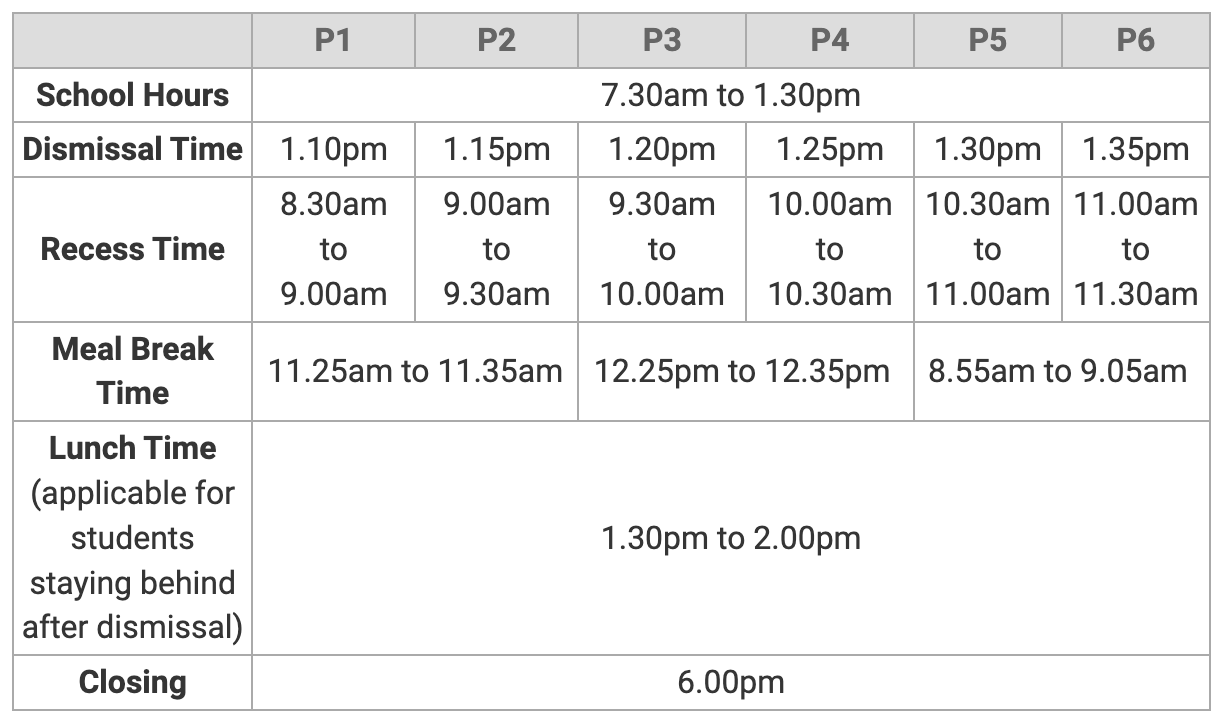 P1 P2 P3 P4 P5 P6
School Hours 7.30am to 1.30pm
Dismissal Time 1.10pm 1.15pm 1.20pm 1.25pm 1.30pm 1.35pm
8.30am 9.00am 9.30am 10.00am 10.30am 11.00am
Recess Time to to to to to to
9.00am 9.30am 10.00am 10.30am 11.00am 11.30am
Meal Break
Time
11.25am to 11.35am 12.25pm to 12.35pm 8.55am to 9.05am
Lunch Time
(applicable for
students
staying behind
after dismissal)
1.30pm to 2.00pm
Closing 6.00pm